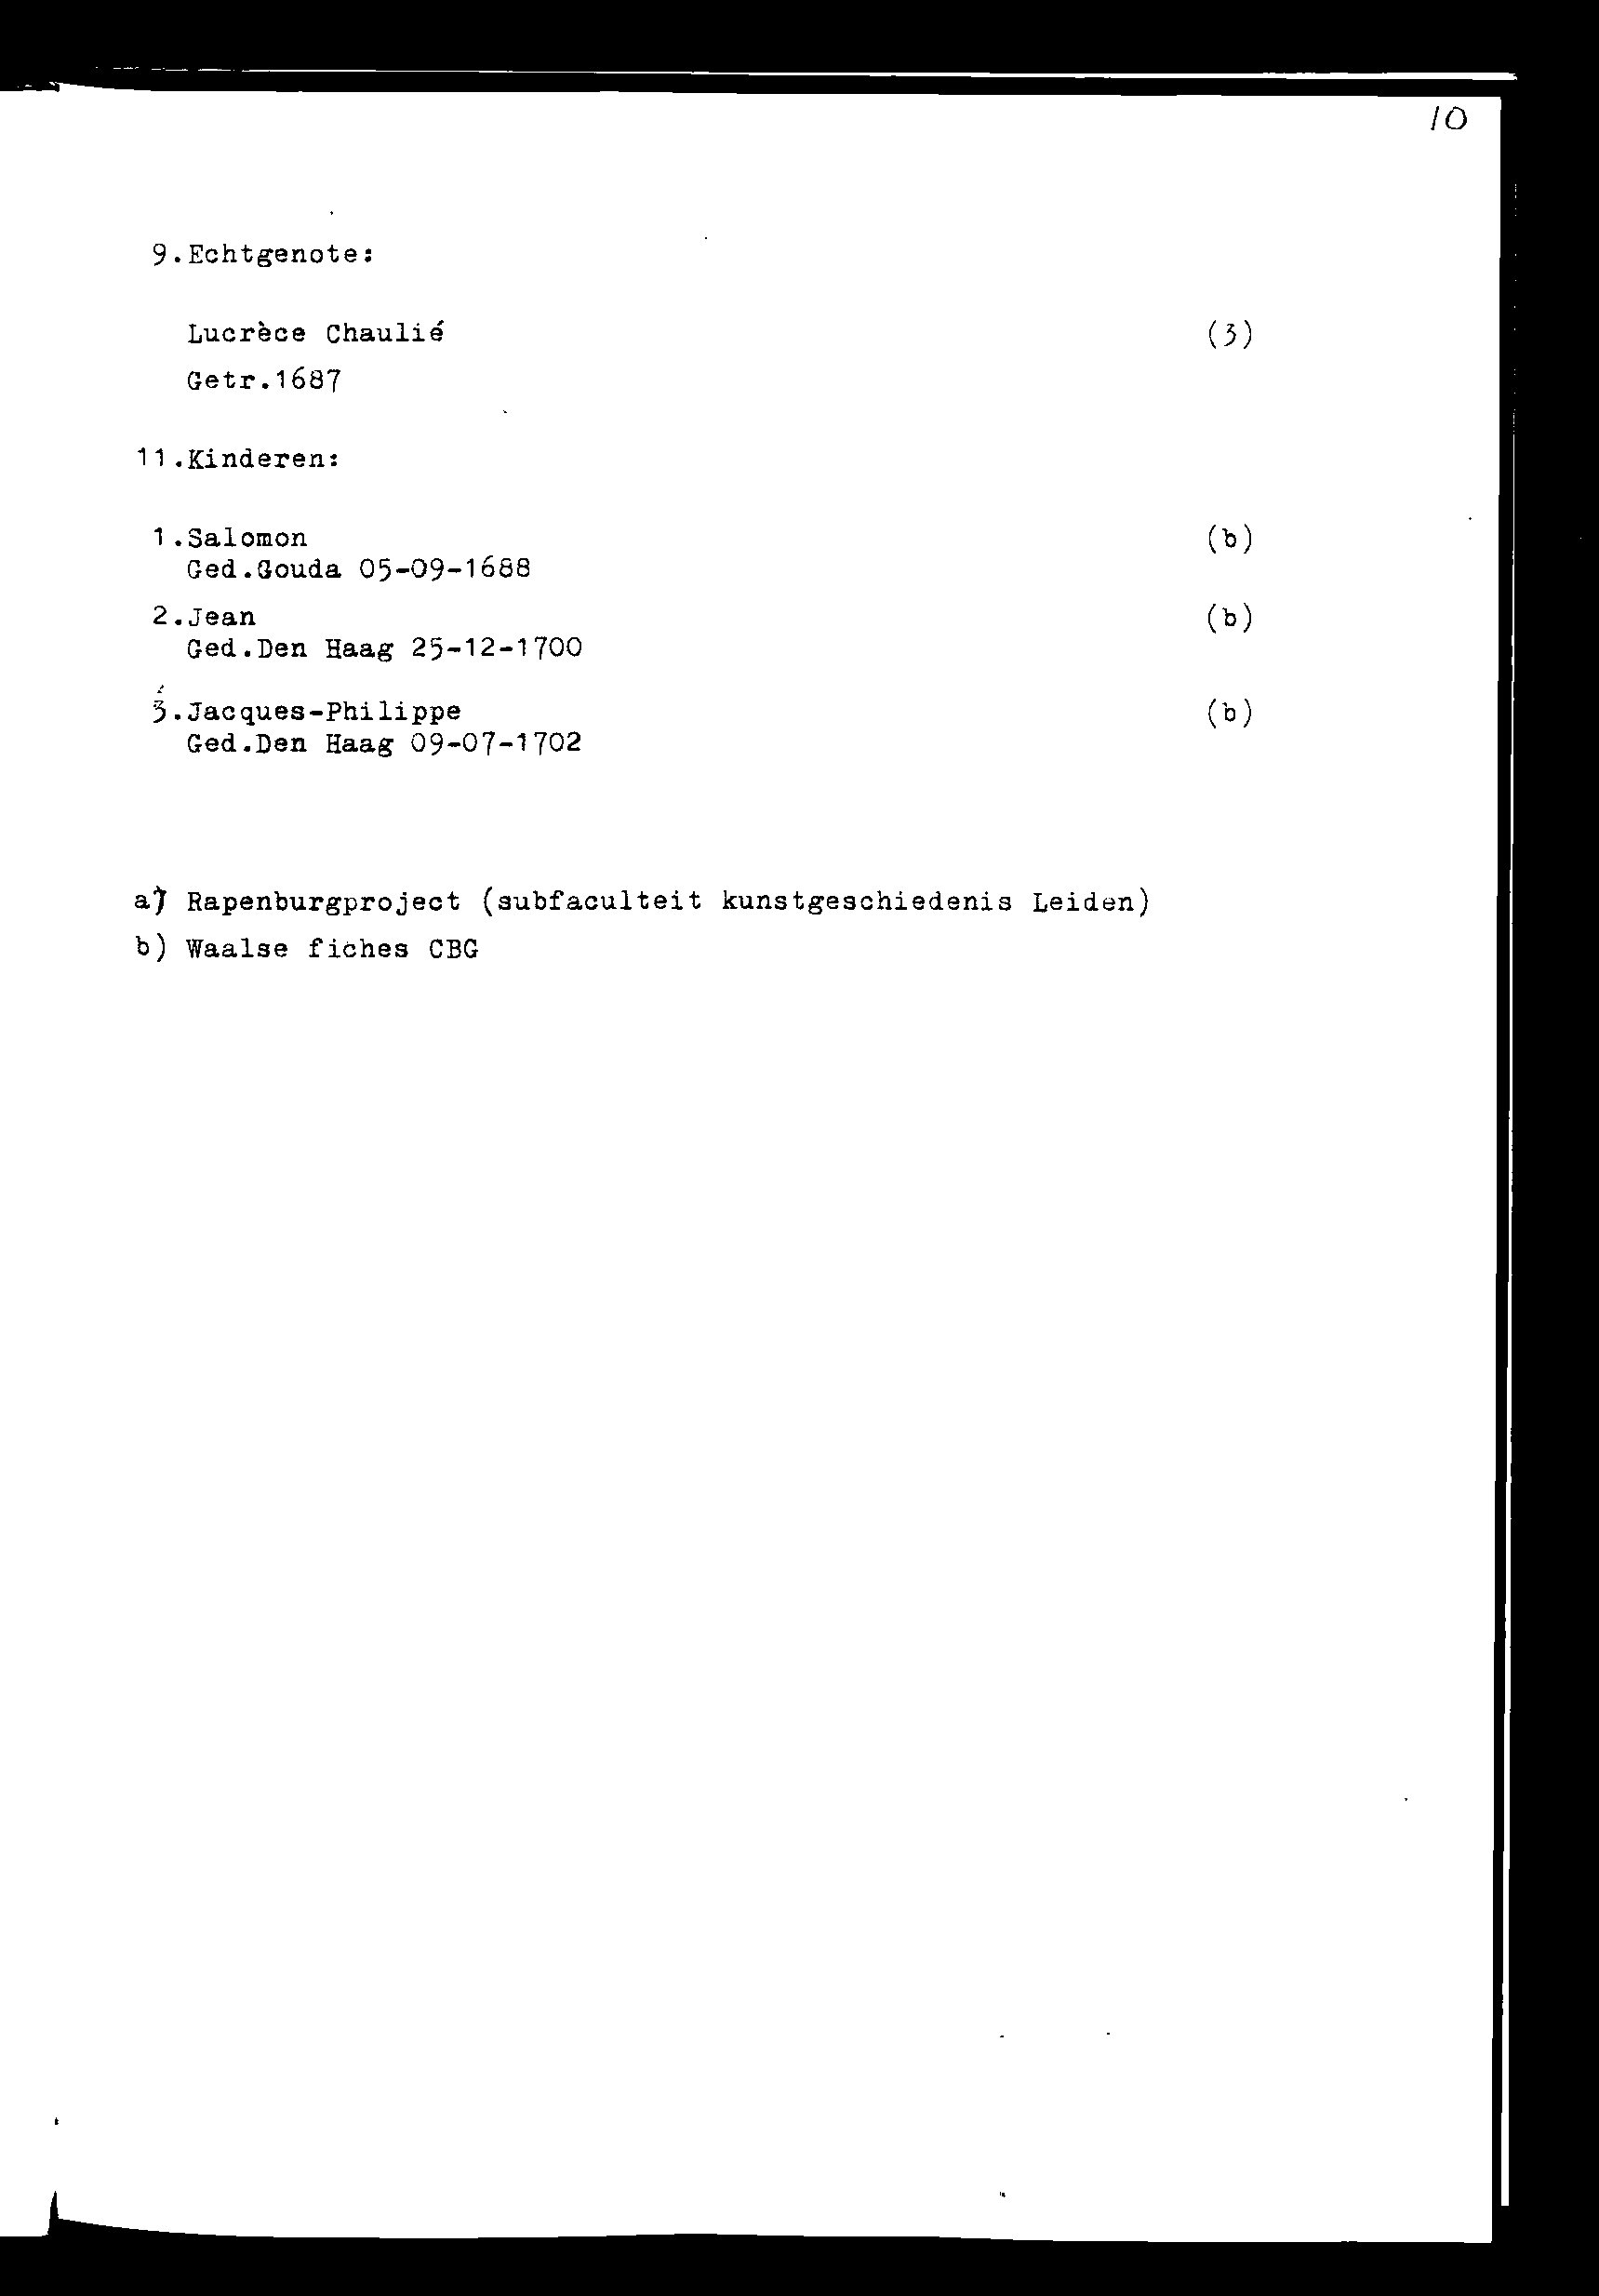 10
9.Echtgenote:
Lucrèce Chaulié (3)
Getr.1687
11.Kinderen:
1.Salomon (b)
Ged.Gouda 05-09-1688
2.Jean (b)
Ged.Den Haag 25-12-1700
3.Jacques-Philippe (b)
Ged.Den Haag 09-07-1702
a) Rapenburgproject (subfaculteit kunstgeschiedenis Leiden)
b) Waalse fiches CBG